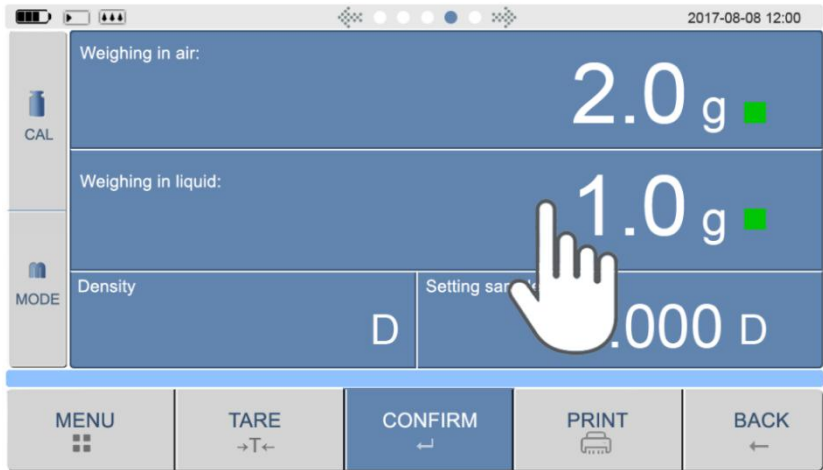 2017-08-08 12:00
Weighing in air:
2.0 g
CAL
Weighing in liquid:
1.0 g
MODE
Density
D
Setting
.000 D
MENU
TARE
→T←
CONFIRM
PRINT
BACK